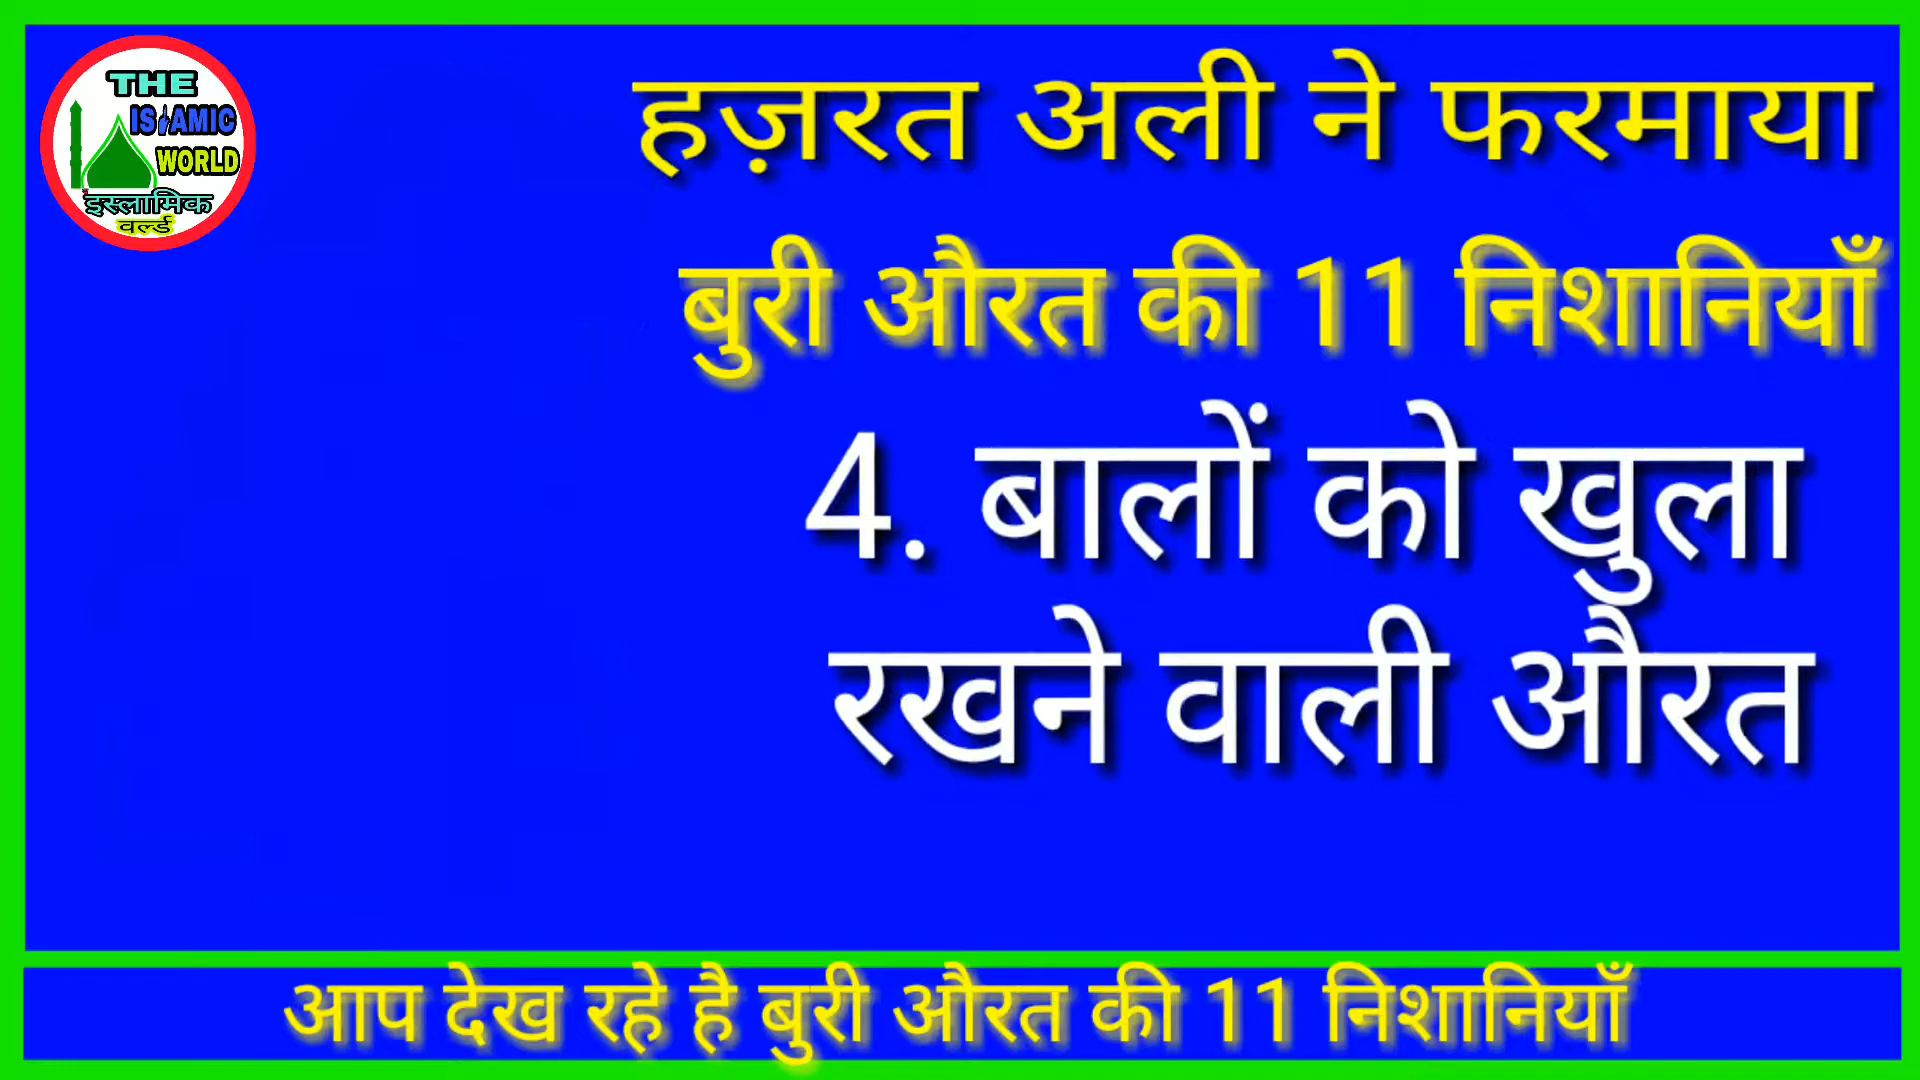 THE
ISLAMIC
WORLD
इस्लामिक
वर्ल्ड
हज़रत अली ने फरमाया
बुरी औरत की 11 निशानियाँ
4. बालों को खुला
रखने वाली औरत
आप देख रहे है बुरी औरत की 11 निशानियाँ